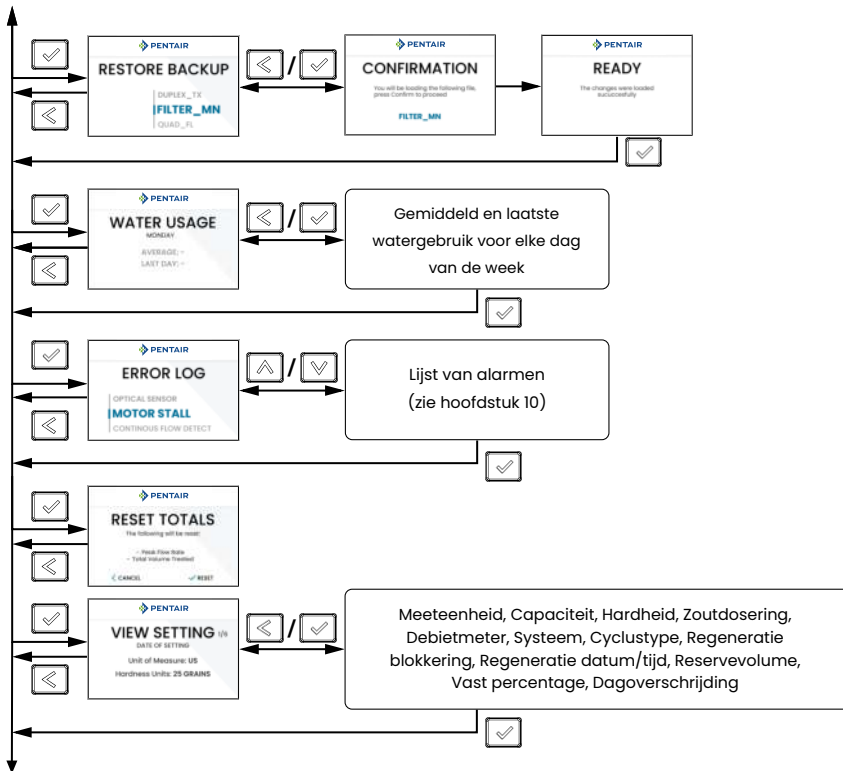 PENTAIR
RESTORE BACKUP
DUPLEX_TX
FILTER_MN
QUAD_FL
/
PENTAIR
CONFIRMATION
You will be loading the following file,
press Confirm to proceed
FILTER_MN
PENTAIR
READY
The changes were loaded
succuccesfully
PENTAIR
WATER USAGE
MONDAY
AVERAGE: -
LAST DAY: -
/
Gemiddeld en laatste
watergebruik voor elke dag
van de week
PENTAIR
ERROR LOG
OPTICAL SENSOR
MOTOR STALL
CONTINOUS FLOW DETECT
/
Lijst van alarmen
(zie hoofdstuk 10)
PENTAIR
RESET TOTALS
The following will be reset:
- Peak Flow Rate
- Total Volume Treated
CANCEL RESET
PENTAIR
VIEW SETTING 1/6
DATE OF SETTING
Unit of Measure: US
Hardness Units: 25 GRAINS
/
Meeteenheid, Capaciteit, Hardheid, Zoutdosering,
Debietmeter, Systeem, Cyclustype, Regeneratie
blokkering, Regeneratie datum/tijd, Reservevolume,
Vast percentage, Dagoverschrijding